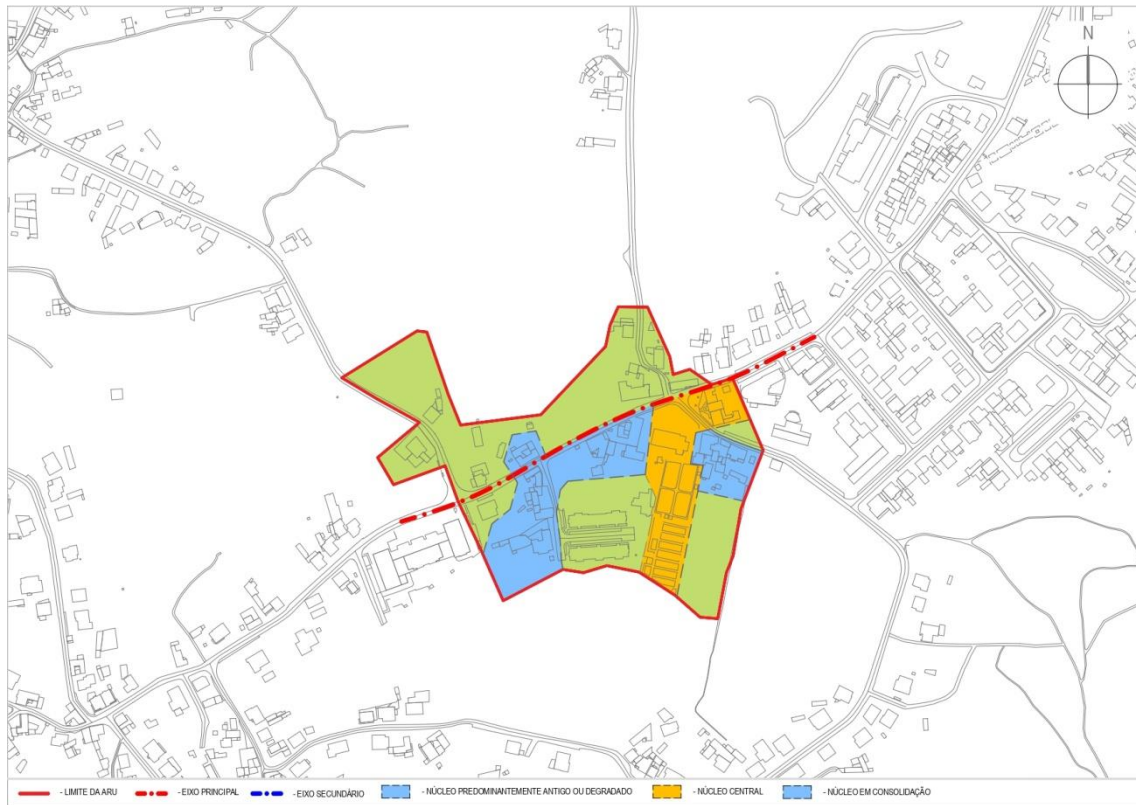 N
- LIMITE DA ARU - EIXO PRINCIPAL - EIXO SECUNDÁRIO - NÚCLEO PREDOMINANTEMENTE ANTIGO OU DEGRADADO - NÚCLEO CENTRAL - NÚCLEO EM CONSOLIDAÇÃO